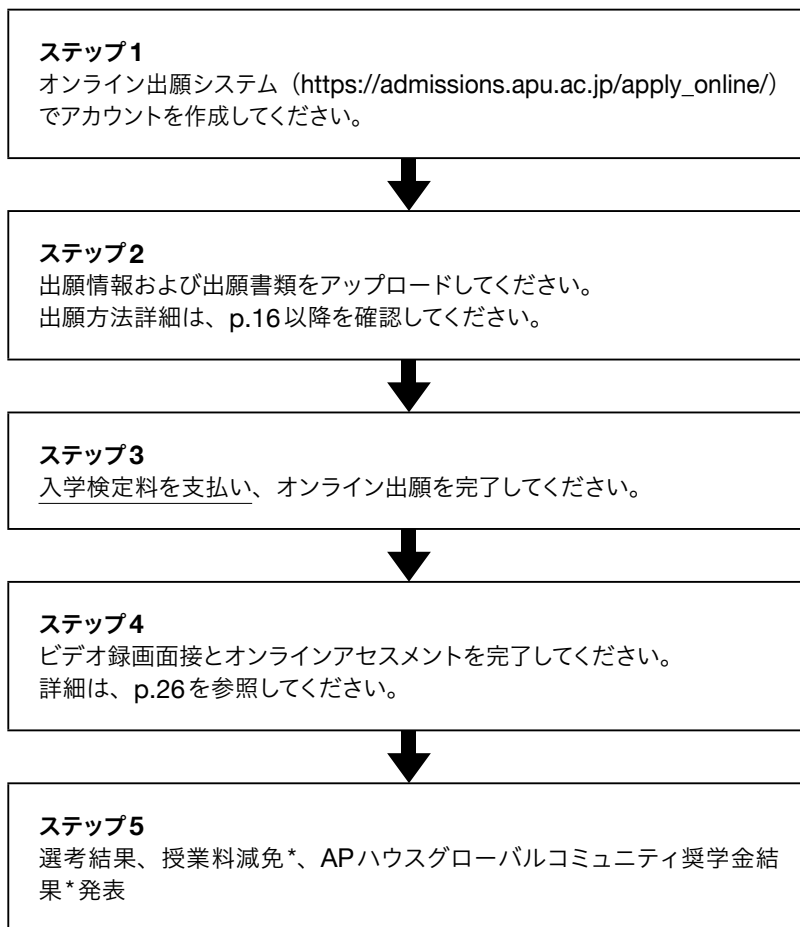 ステップ1
オンライン出願システム（https://admissions.apu.ac.jp/apply_online/）
でアカウントを作成してください。
ステップ2
出願情報および出願書類をアップロードしてください。
出願方法詳細は、p.16以降を確認してください。
ステップ3
入学検定料を支払い、オンライン出願を完了してください。
ステップ4
ビデオ録画面接とオンラインアセスメントを完了してください。
詳細は、p.26を参照してください。
ステップ5
選考結果、授業料減免*、APハウスグローバルコミュニティ奨学金結
果*発表